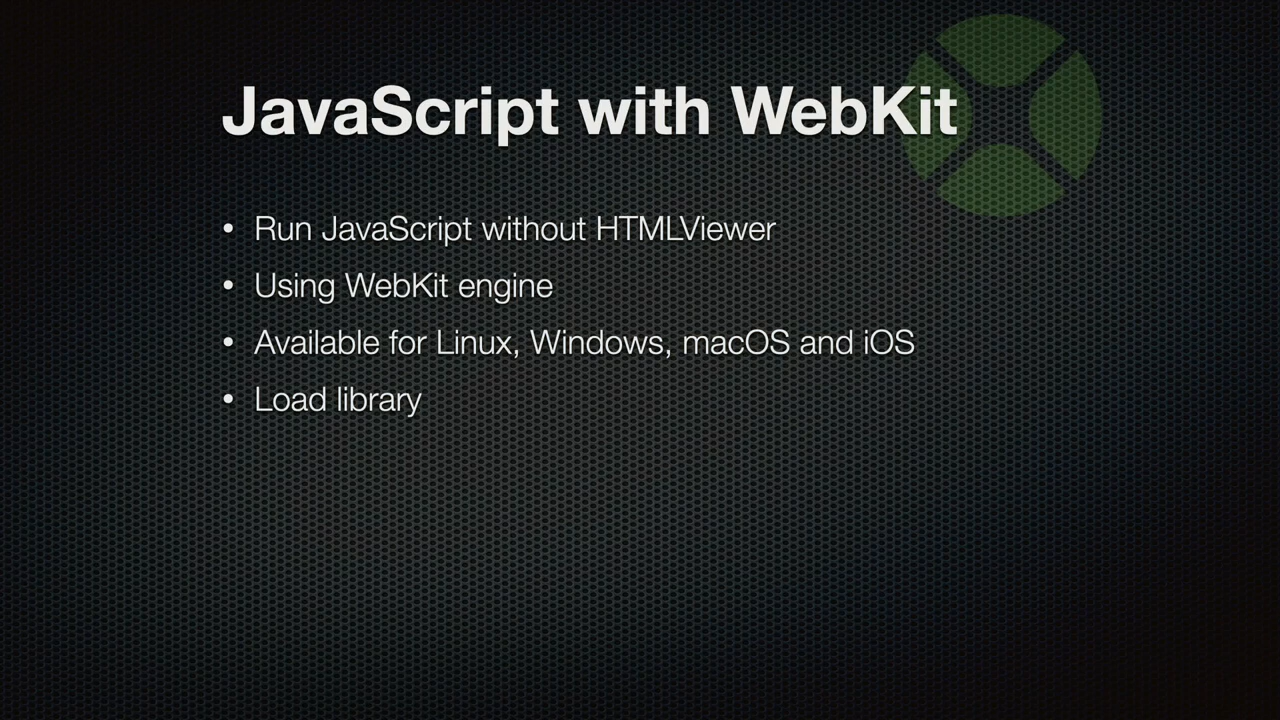 JavaScript with WebKit
• Run JavaScript without HTMLViewer
• Using WebKit engine
• Available for Linux, Windows, macOS and iOS
• Load library